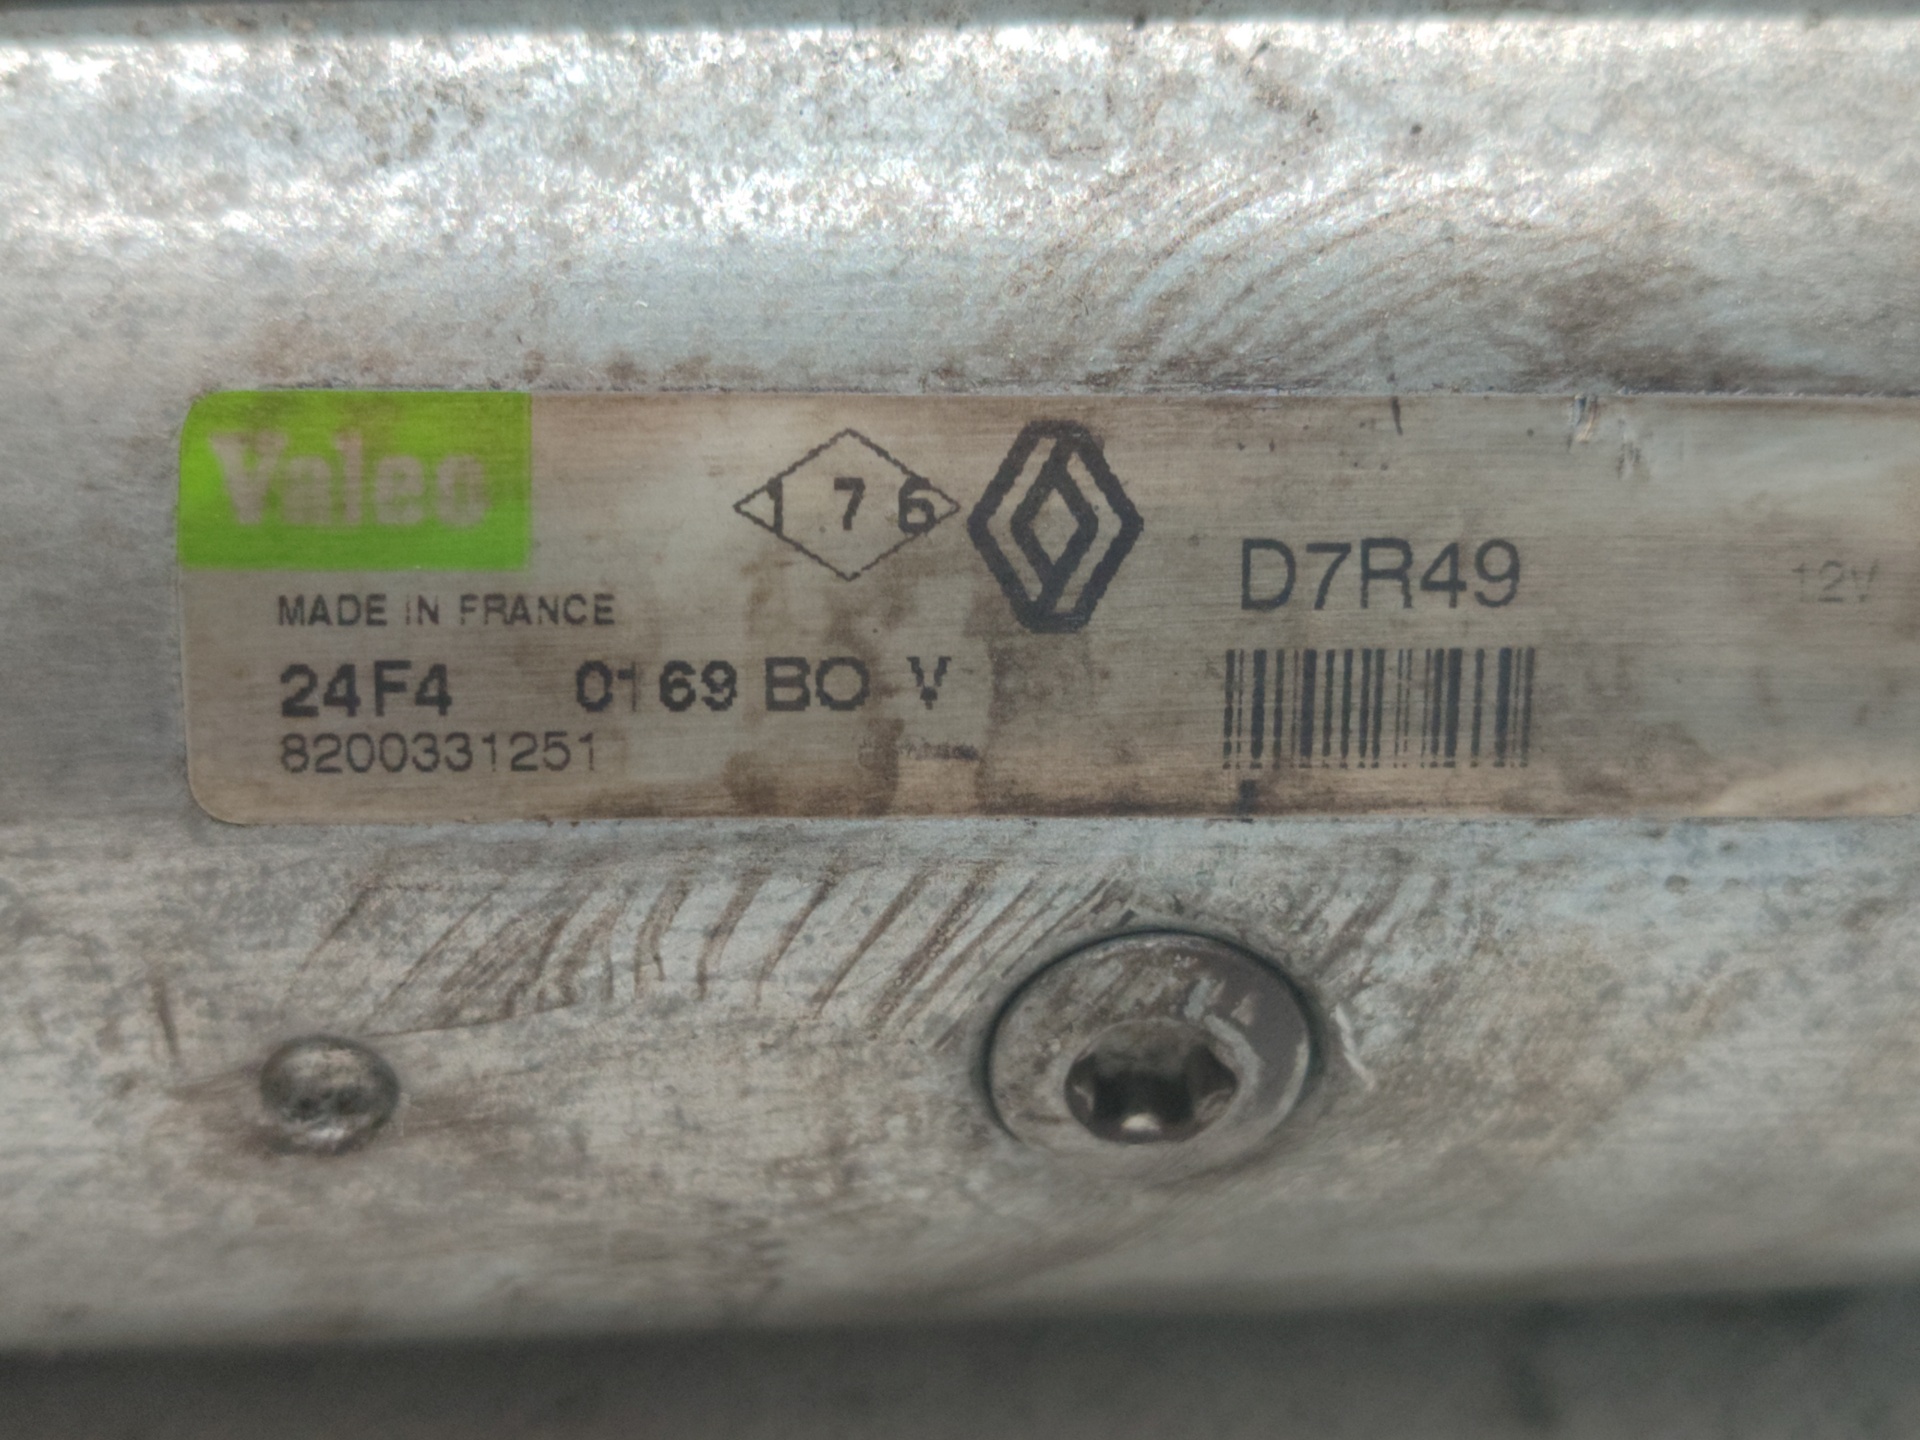 Valeo
1 7 6
D7R49
12V
MADE IN FRANCE
24F4 0169 BO V
8200331251